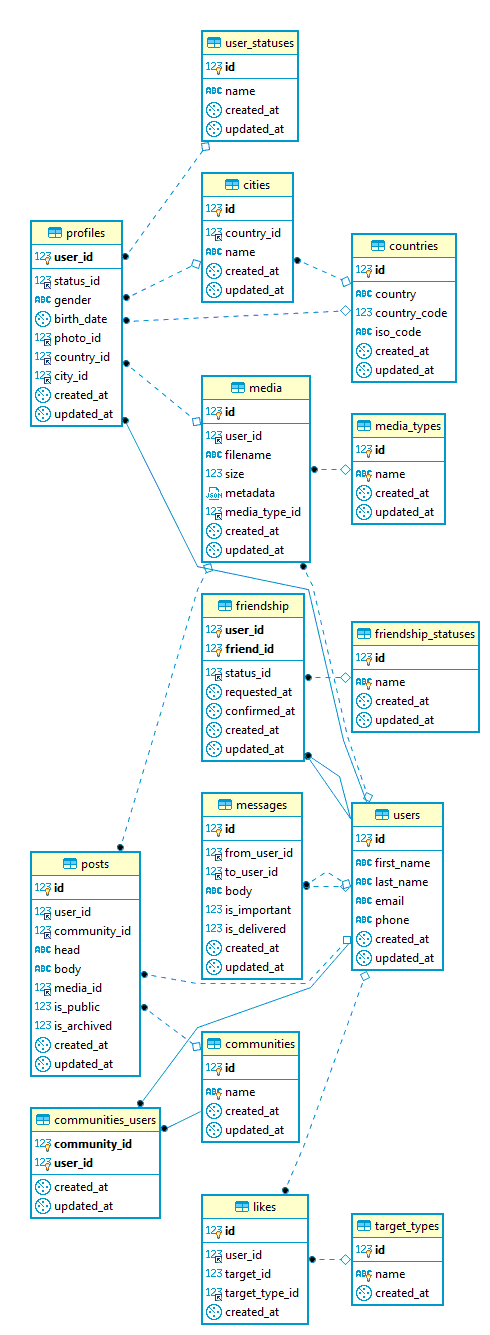 user_statuses
123 id
ABC name
created_at
updated_at
cities
123 id
123 country_id
ABC name
created_at
updated_at
profiles
123 user_id
123 status_id
ABC gender
birth_date
123 photo_id
123 country_id
123 city_id
created_at
updated_at
countries
123 id
ABC country
123 country_code
ABC iso_code
created_at
updated_at
media
123 id
123 user_id
ABC filename
123 size
JSON metadata
123 media_type_id
created_at
updated_at
media_types
123 id
ABC name
created_at
updated_at
friendship
123 user_id
123 friend_id
123 status_id
requested_at
confirmed_at
created_at
updated_at
friendship_statuses
123 id
ABC name
created_at
updated_at
messages
123 id
123 from_user_id
123 to_user_id
ABC body
123 is_important
123 is_delivered
created_at
updated_at
users
123 id
ABC first_name
ABC last_name
ABC email
ABC phone
created_at
updated_at
posts
123 id
123 user_id
123 community_id
ABC head
ABC body
123 media_id
123 is_public
123 is_archived
created_at
updated_at
communities
123 id
ABC name
created_at
updated_at
communities_users
123 community_id
123 user_id
created_at
updated_at
likes
123 id
123 user_id
123 target_id
123 target_type_id
created_at
target_types
123 id
ABC name
created_at